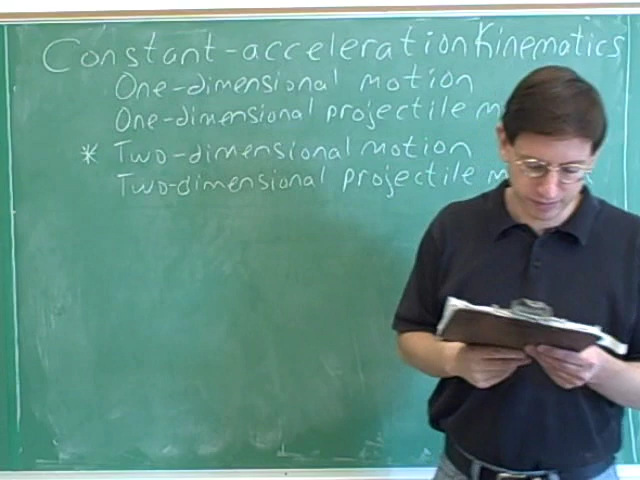 Constant-acceleration Kinematics
One-dimensional motion
One-dimensional projectile m
* Two-dimensional motion
Two-dimensional projectile m